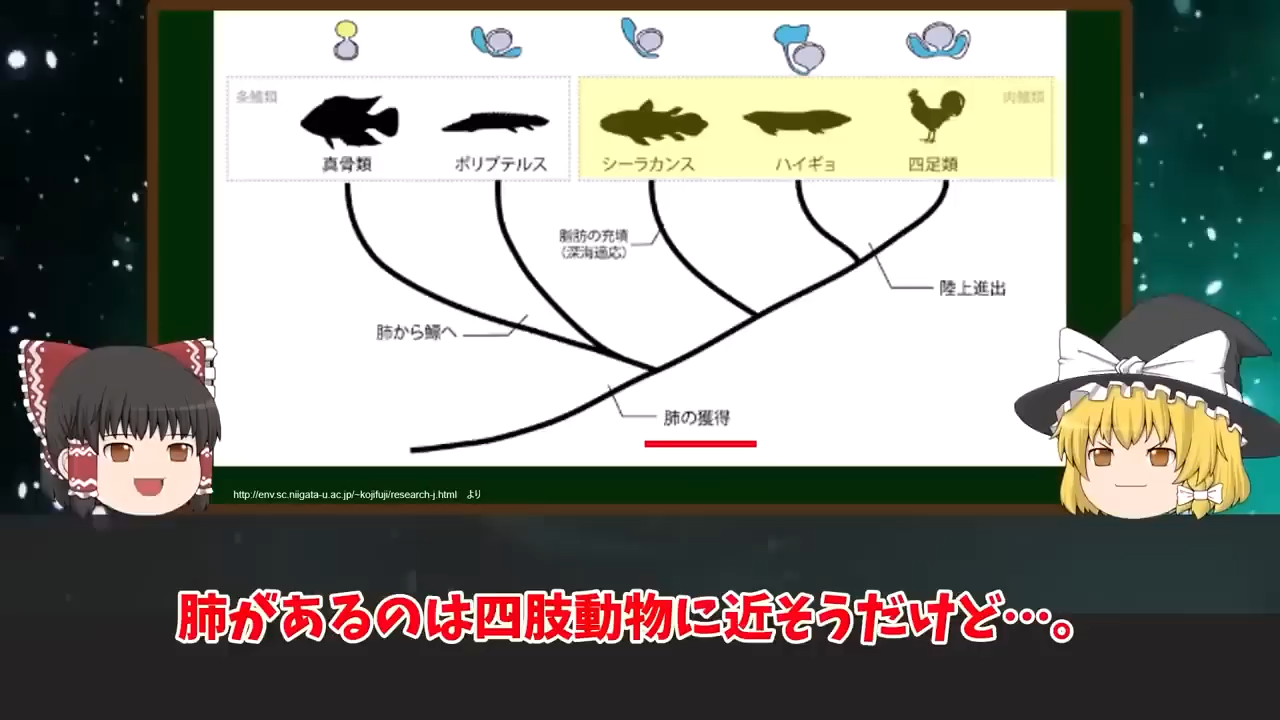 条鰭類
肉鰭類
真骨類
ポリプテルス
シーラカンス
ハイギョ
四足類
脂肪の充填
(深海適応)
陸上進出
肺から鰾へ
肺の獲得
http://env.sc.niigata-u.ac.jp/~kojifuji/research-j.html より
肺があるのは四肢動物に近そうだけど…。